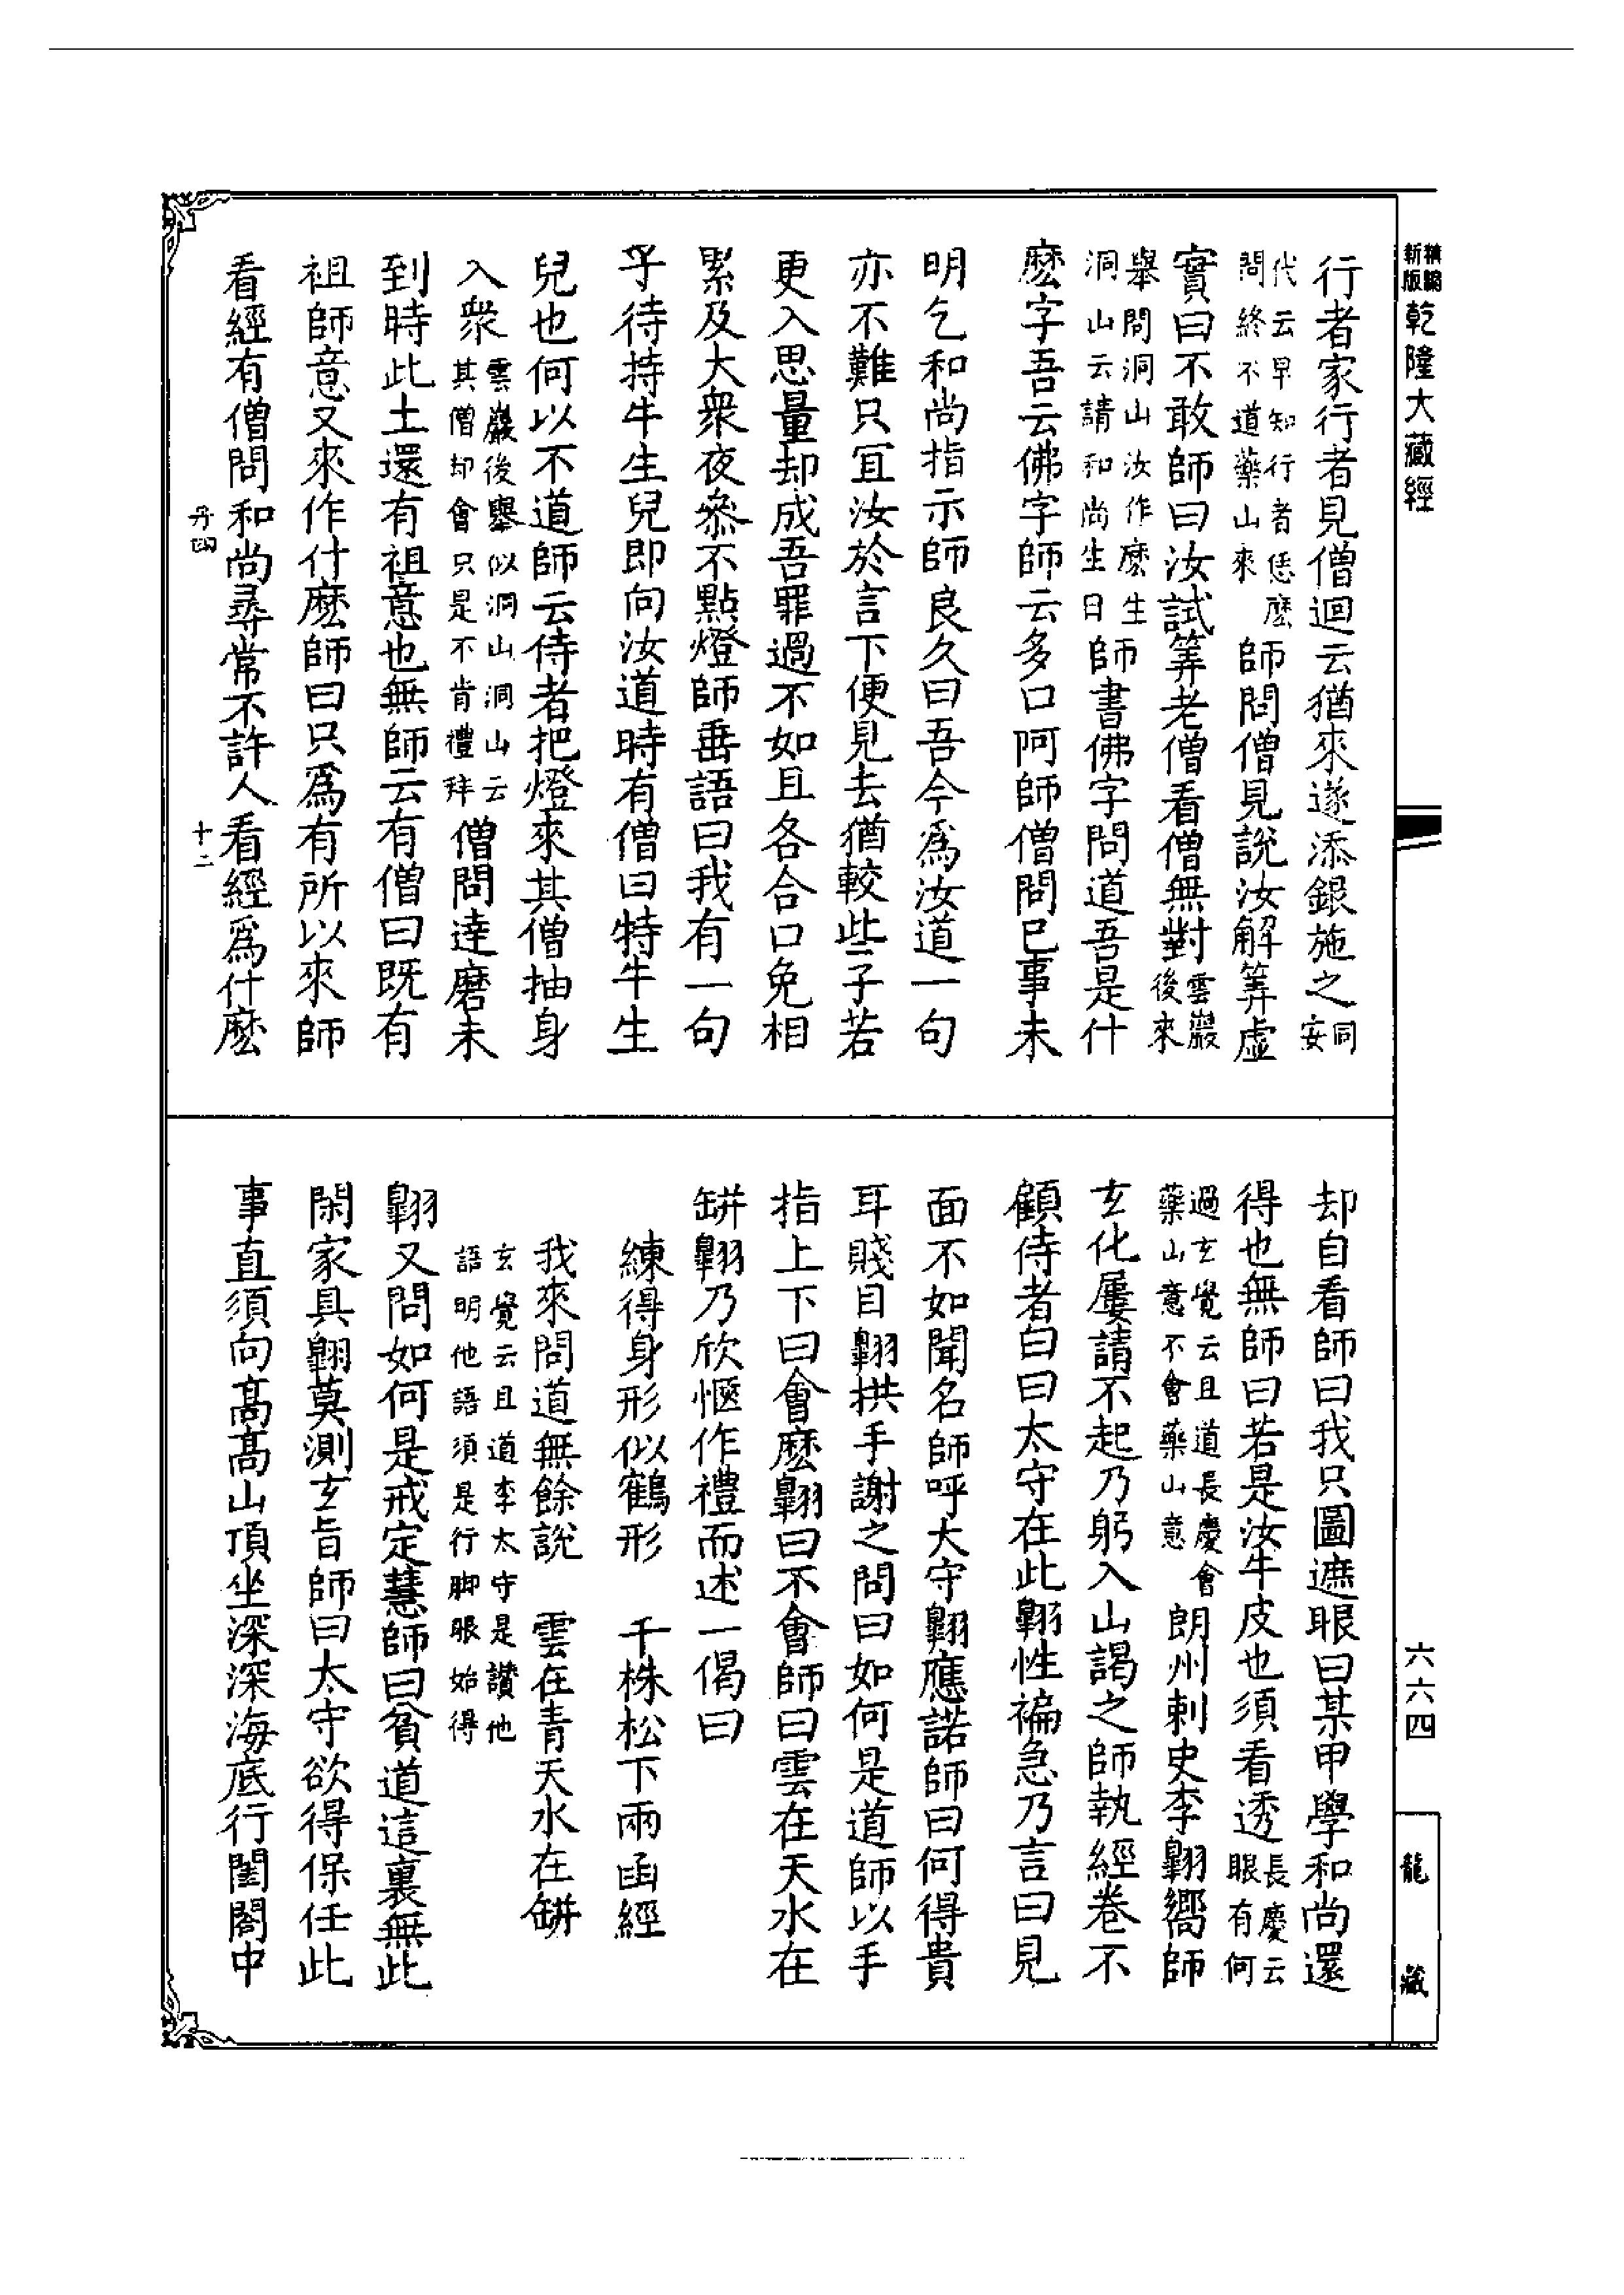 新版精縮乾隆大藏經
行者家行者見僧迴云猶來遂添銀施之同安
代云早知行者恁麽問終不道藥山來師問僧見說汝解筭虛
實曰不敢師曰汝試筭老僧看僧無對雲巖後來
舉問洞山汝作麽生洞山云請和尚生日師書佛字問道吾是什
麽字吾云佛字師云多口阿師僧問已事未
明乞和尚指示師良久曰吾今爲汝道一句
亦不難只宜汝於言下便見去猶較些子若
更入思量却成吾罪過不如且各合口免相
累及大衆夜叅不點燈師垂語曰我有一句
子待特牛生兒即向汝道時有僧曰特牛生
兒也何以不道師云侍者把燈來其僧抽身
入衆雲巖後舉似洞山洞山云其僧却會只是不肯禮拜僧問達磨未
到時此土還有祖意也無師云有僧曰既有
祖師意又來作什麽師曰只爲有所以來師
看經有僧問和尚尋常不許人看經爲什麽
丹四
十二
却自看師曰我只圖遮眼曰某甲學和尚還
得也無師曰若是汝牛皮也須看透長慶云眼有何
過玄覺云且道長慶會藥山意不會藥山意朗州刺史李翱嚮師
玄化屢請不起乃躬入山謁之師執經卷不
顧侍者白曰太守在此翱性褊急乃言曰見
面不如聞名師呼太守翱應諾師曰何得貴
耳賤目翱拱手謝之問曰如何是道師以手
指上下曰會麽翱曰不會師曰雲在天水在
缾翱乃欣愜作禮而述一偈曰
練得身形似鶴形　千株松下兩函經
我來問道無餘說　雲在青天水在缾
玄覺云且道李太守是讚他語明他語須是行脚眼始得
翱又問如何是戒定慧師曰貧道這裏無此
閑家具翱莫測玄旨師曰太守欲得保任此
事直須向高高山頂坐深深海底行閨閤中
六六四
龍藏